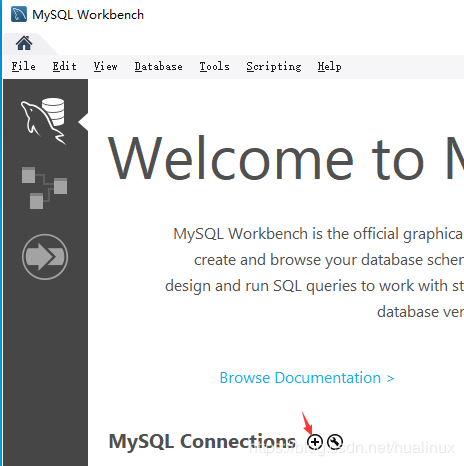 MySQL Workbench
File Edit View Database Tools Scripting Help
Welcome to M
MySQL Workbench is the official graphica
create and browse your database schem
design and run SQL queries to work with st
database ver
Browse Documentation >
MySQL Connections
https://blog.csdn.net/hualinux